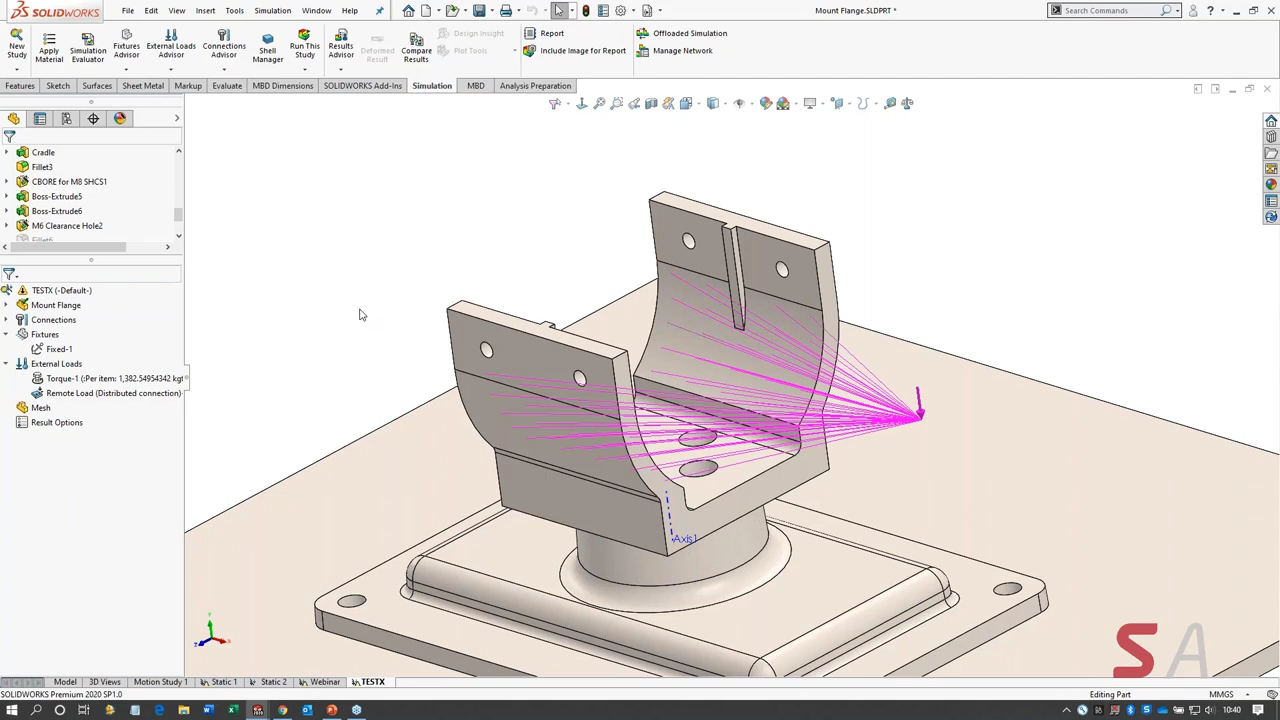 SOLIDWORKS
File Edit View Insert Tools Simulation Window Help
Mount Flange.SLDPRT *
Search Commands
New Study
Apply Material
Simulation Evaluator
Fixtures Advisor
External Loads Advisor
Connections Advisor
Shell Manager
Run This Study
Results Advisor
Deformed Result
Compare Results
Design Insight
Plot Tools
Report
Include Image for Report
Offloaded Simulation
Manage Network
Features Sketch Surfaces Sheet Metal Markup Evaluate MBD Dimensions SOLIDWORKS Add-Ins Simulation MBD Analysis Preparation
Cradle
Fillet3
CBORE for M8 SHCS1
Boss-Extrude5
Boss-Extrude6
M6 Clearance Hole2
Fillet6
TESTX (-Default-)
Mount Flange
Connections
Fixtures
Fixed-1
External Loads
Torque-1 (:Per item: 1,382.54954342 kgf
Remote Load (Distributed connection)-
Mesh
Result Options
Axis1
Y
X
Z
SA
Model 3D Views Motion Study 1 Static 1 Static 2 Webinar TESTX
SOLIDWORKS Premium 2020 SP1.0
Editing Part
MMGS
10:40